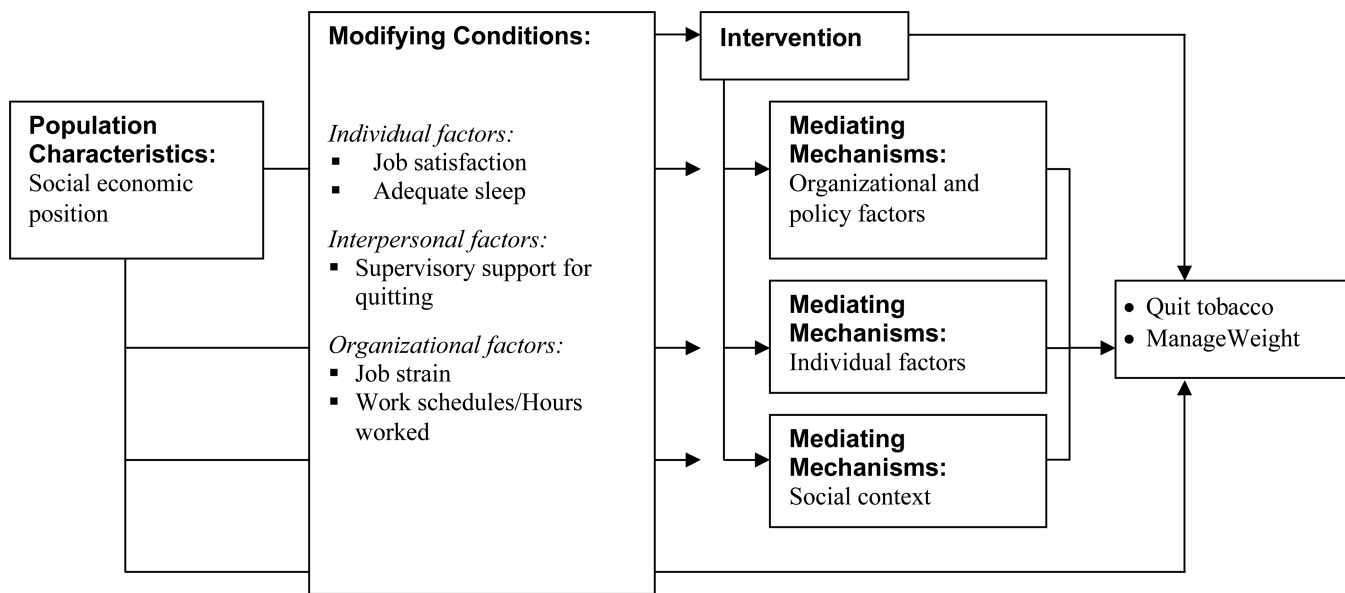 Population
Characteristics:
Social economic
position
Modifying Conditions:
Individual factors:
▪ Job satisfaction
▪ Adequate sleep
Interpersonal factors:
▪ Supervisory support for
quitting
Organizational factors:
▪ Job strain
▪ Work schedules/Hours
worked
Intervention
Mediating
Mechanisms:
Organizational and
policy factors
Mediating
Mechanisms:
Individual factors
Mediating
Mechanisms:
Social context
• Quit tobacco
• ManageWeight